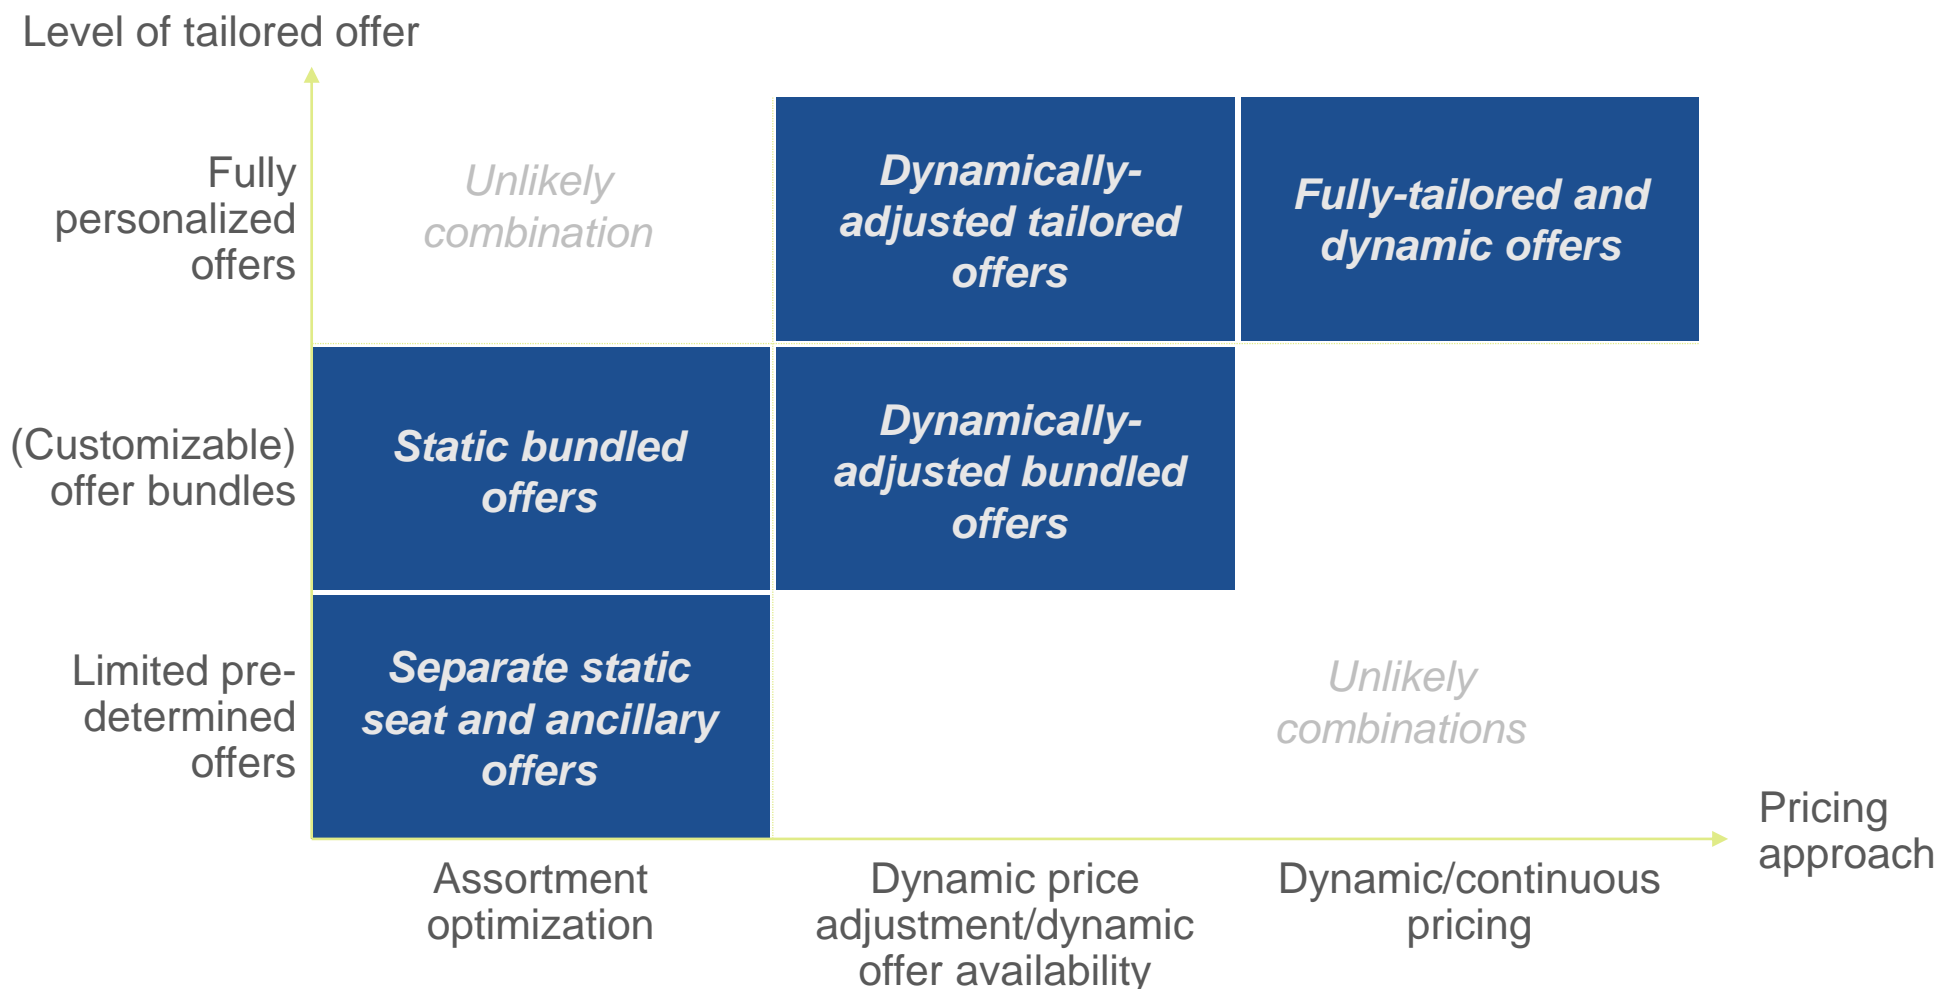 Level of tailored offer
Fully
personalized
offers
Unlikely
combination
Dynamically-
adjusted tailored
offers
Fully-tailored and
dynamic offers
(Customizable)
offer bundles
Static bundled
offers
Dynamically-
adjusted bundled
offers
Limited pre-
determined
offers
Separate static
seat and ancillary
offers
Unlikely
combinations
Pricing
approach
Assortment
optimization
Dynamic price
adjustment/dynamic
offer availability
Dynamic/continuous
pricing